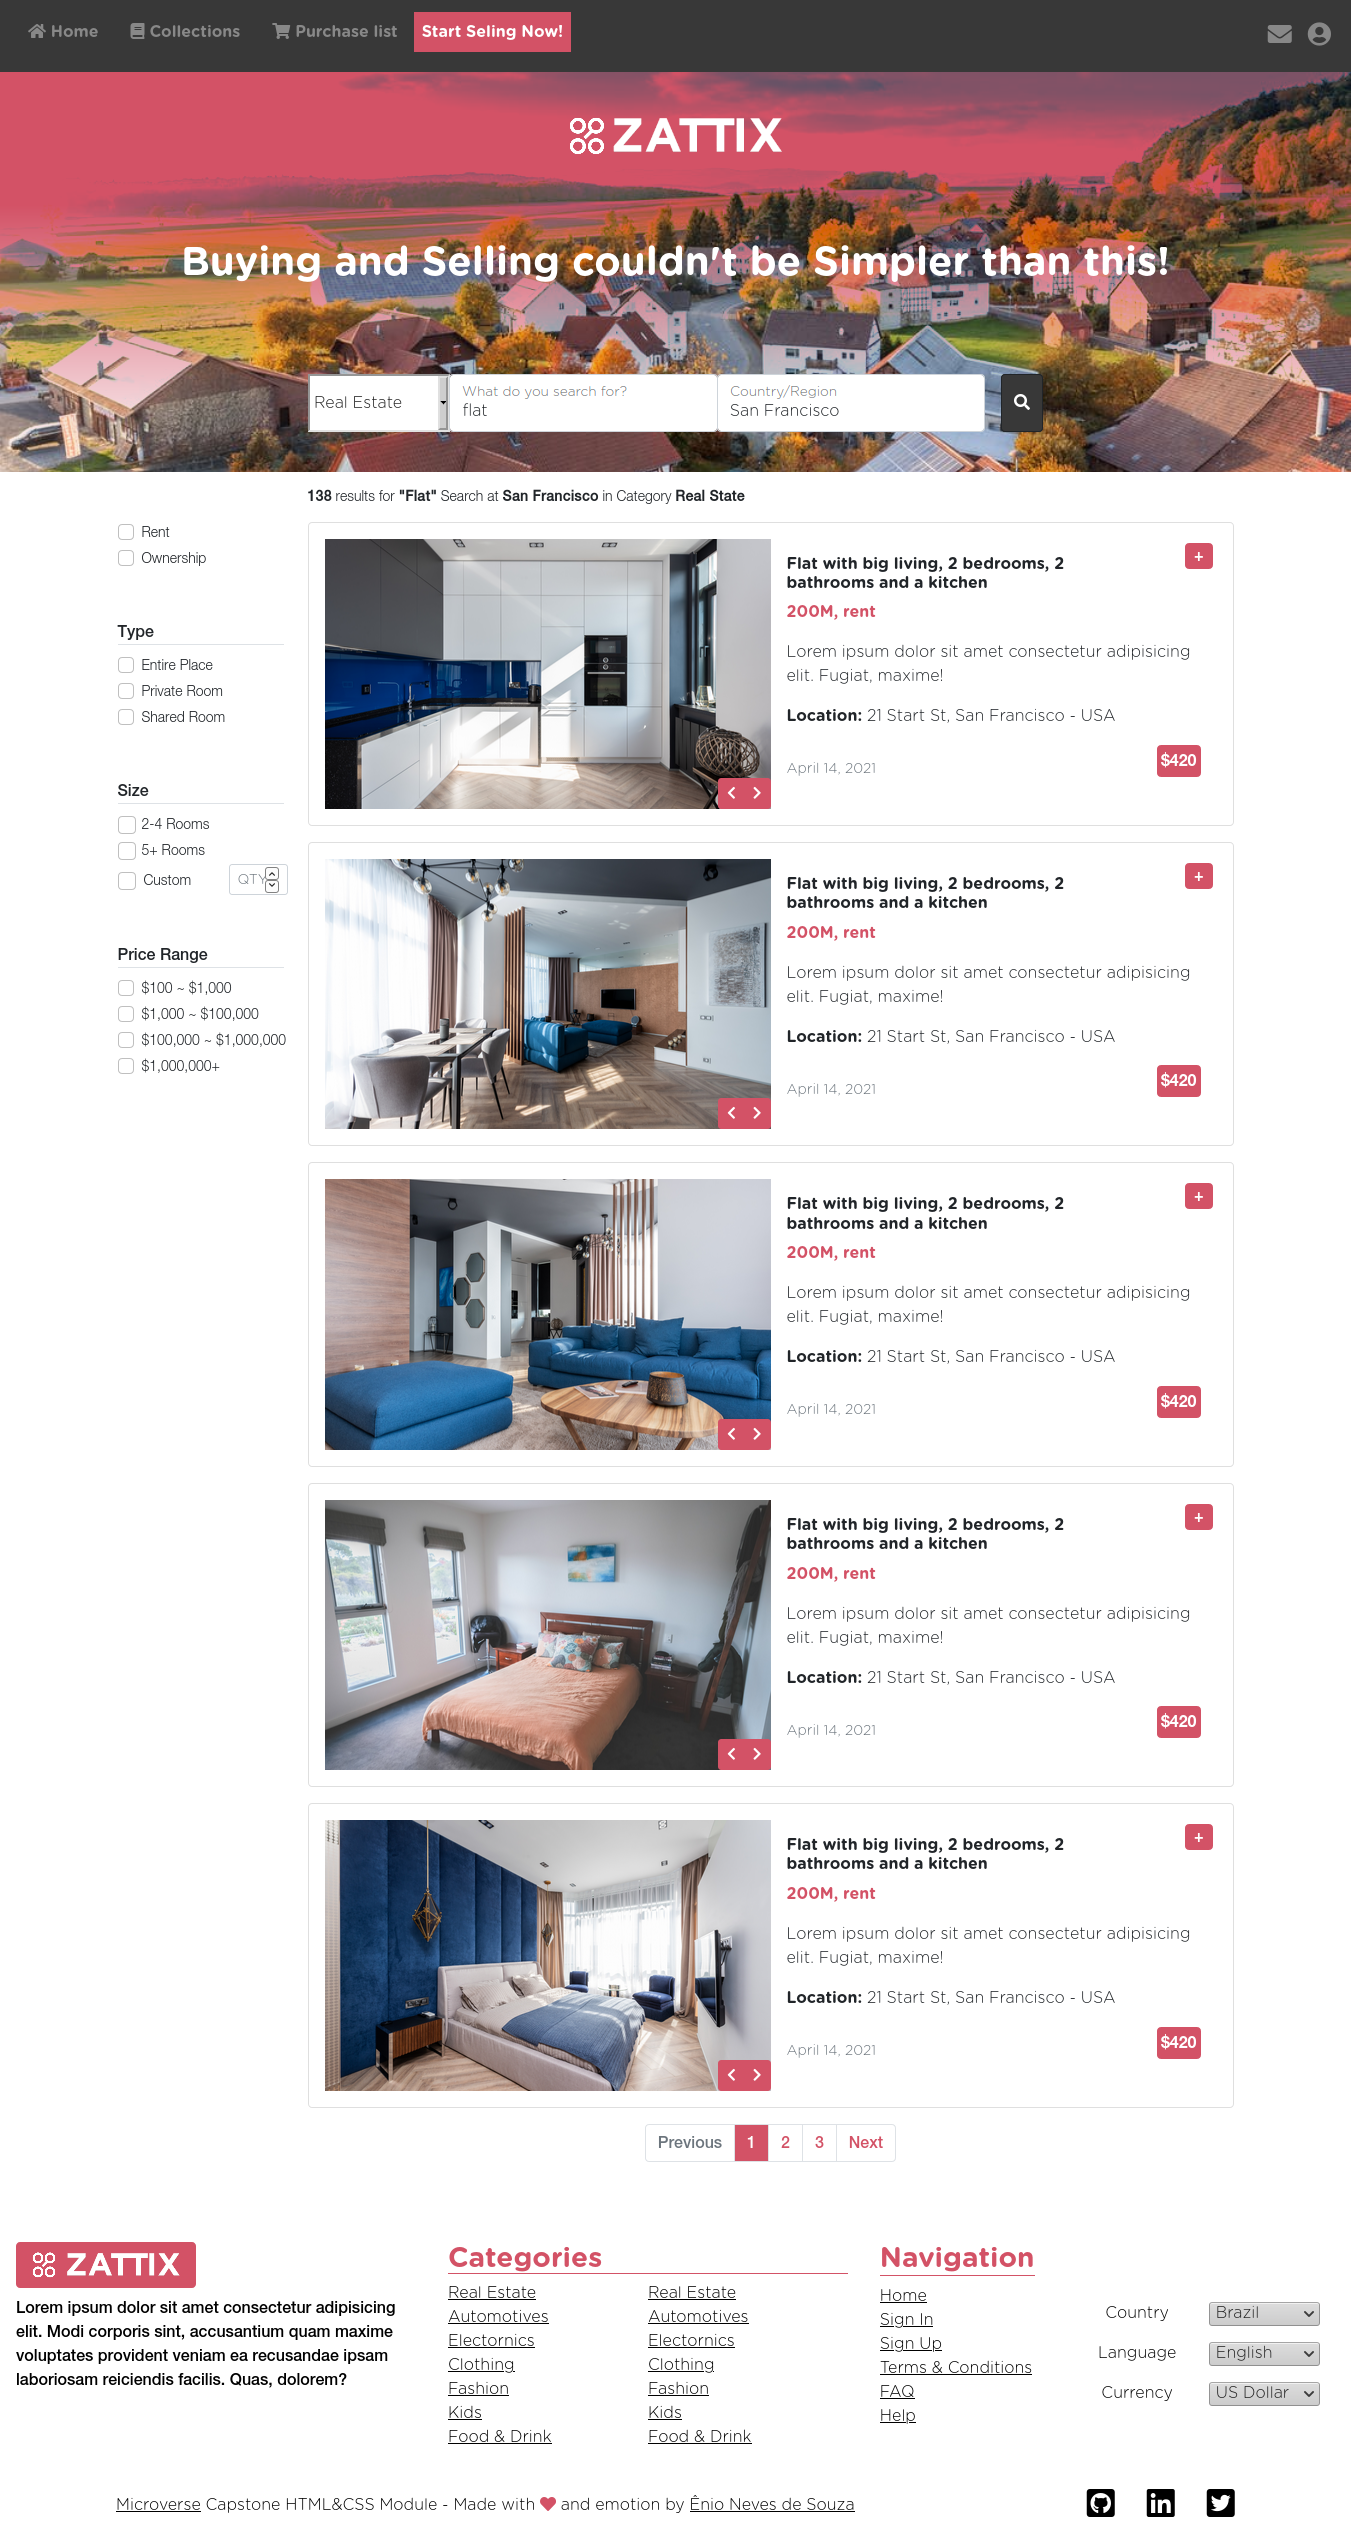 Home Collections Purchase list Start Seling Now!
ZATTIX
Buying and Selling couldn't be Simpler than this!
Real Estate
What do you search for?
flat
Country/Region
San Francisco
138 results for "Flat" Search at San Francisco in Category Real State
Rent
Ownership
Type
Entire Place
Private Room
Shared Room
Size
2-4 Rooms
5+ Rooms
Custom QTY
Price Range
$100 ~ $1,000
$1,000 ~ $100,000
$100,000 ~ $1,000,000
$1,000,000+
Flat with big living, 2 bedrooms, 2
bathrooms and a kitchen
+
200M, rent
Lorem ipsum dolor sit amet consectetur adipisicing
elit. Fugiat, maxime!
Location: 21 Start St, San Francisco - USA
April 14, 2021
$420
Flat with big living, 2 bedrooms, 2
bathrooms and a kitchen
+
200M, rent
Lorem ipsum dolor sit amet consectetur adipisicing
elit. Fugiat, maxime!
Location: 21 Start St, San Francisco - USA
April 14, 2021
$420
Flat with big living, 2 bedrooms, 2
bathrooms and a kitchen
+
200M, rent
Lorem ipsum dolor sit amet consectetur adipisicing
elit. Fugiat, maxime!
Location: 21 Start St, San Francisco - USA
April 14, 2021
$420
Flat with big living, 2 bedrooms, 2
bathrooms and a kitchen
+
200M, rent
Lorem ipsum dolor sit amet consectetur adipisicing
elit. Fugiat, maxime!
Location: 21 Start St, San Francisco - USA
April 14, 2021
$420
Flat with big living, 2 bedrooms, 2
bathrooms and a kitchen
+
200M, rent
Lorem ipsum dolor sit amet consectetur adipisicing
elit. Fugiat, maxime!
Location: 21 Start St, San Francisco - USA
April 14, 2021
$420
Previous 1 2 3 Next
ZATTIX
Lorem ipsum dolor sit amet consectetur adipisicing
elit. Modi corporis sint, accusantium quam maxime
voluptates provident veniam ea recusandae ipsam
laboriosam reiciendis facilis. Quas, dolorem?
Categories
Real Estate
Automotives
Electornics
Clothing
Fashion
Kids
Food & Drink
Real Estate
Automotives
Electornics
Clothing
Fashion
Kids
Food & Drink
Navigation
Home
Sign In
Sign Up
Terms & Conditions
FAQ
Help
Country Brazil
Language English
Currency US Dollar
Microverse Capstone HTML&CSS Module - Made with ❤ and emotion by Ênio Neves de Souza